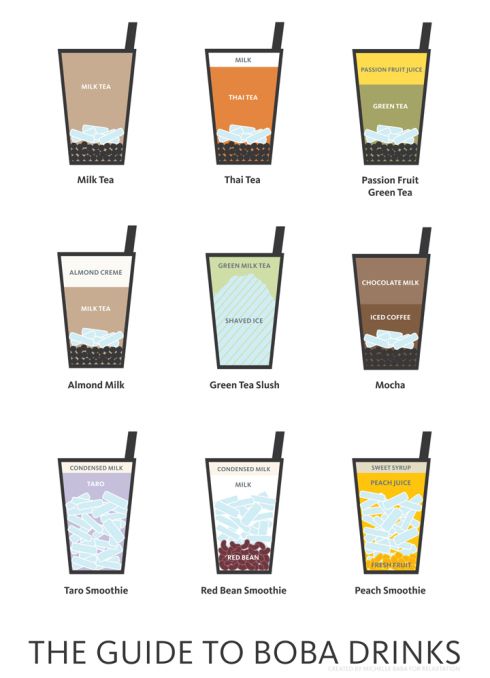 MILK TEA
Milk Tea
MILK
THAI TEA
Thai Tea
PASSION FRUIT JUICE
GREEN TEA
Passion Fruit
Green Tea
ALMOND CREME
MILK TEA
Almond Milk
GREEN MILK TEA
SHAVED ICE
Green Tea Slush
CHOCOLATE MILK
ICED COFFEE
Mocha
CONDENSED MILK
TARO
Taro Smoothie
CONDENSED MILK
MILK
RED BEAN
Red Bean Smoothie
SWEET SYRUP
PEACH JUICE
FRESH FRUIT
Peach Smoothie
THE GUIDE TO BOBA DRINKS
CREATED BY MICHELLE BABA FOR RELAXSTATION